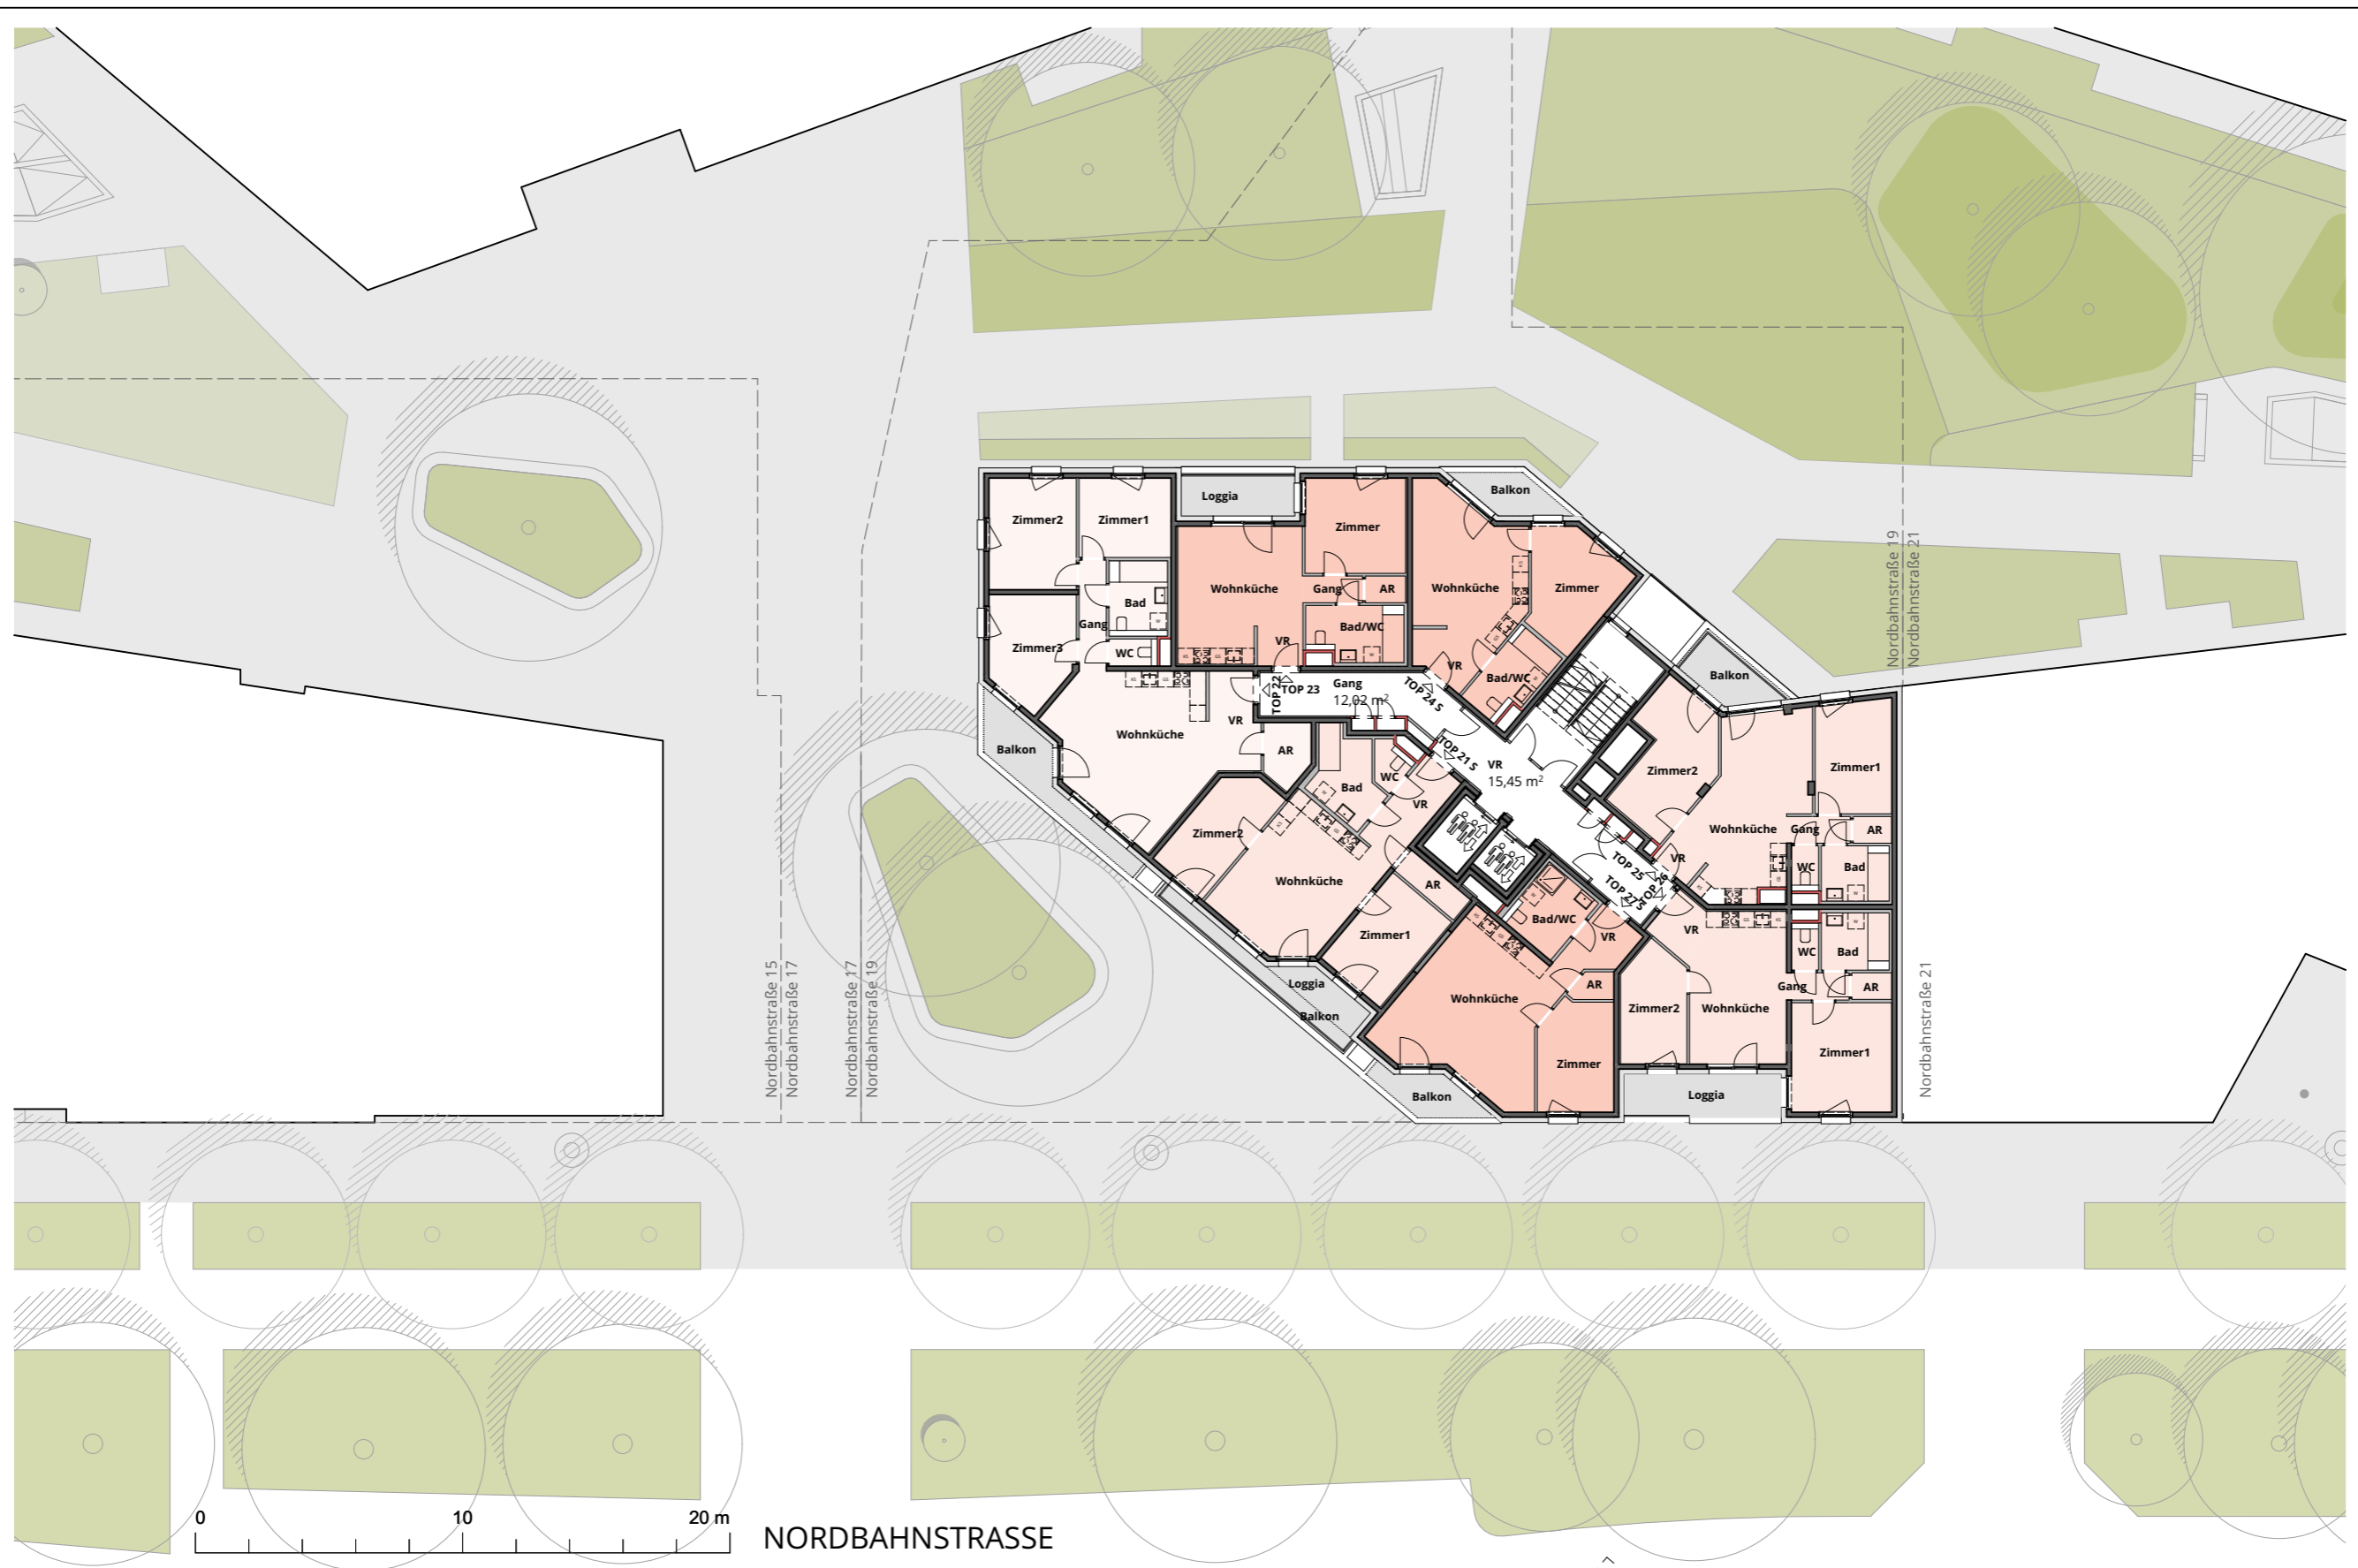 Balkon
Loggia
Zimmer2
Zimmer1
Zimmer
Wohnküche
Gang
AR
Wohnküche
Zimmer
Bad
Bad/WC
Gang
VR
Zimmer3
WC
VR
Bad/WC
Gang
12,02 m²
TOP 22
TOP 23
TOP 24 S
Balkon
VR
Wohnküche
AR
Balkon
TOP 21 S
VR
15,45 m²
WC
Bad
VR
Zimmer2
Zimmer1
Zimmer2
Wohnküche
Gang
AR
VR
WC
Bad
TOP 25
TOP 26
TOP 27 S
Wohnküche
AR
Bad/WC
VR
VR
Zimmer1
WC
Bad
Wohnküche
AR
Gang
AR
Zimmer2
Wohnküche
Loggia
Balkon
Zimmer
Zimmer1
Balkon
Loggia
Nordbahnstraße 15
Nordbahnstraße 17
Nordbahnstraße 17
Nordbahnstraße 19
Nordbahnstraße 19
Nordbahnstraße 21
Nordbahnstraße 21
0 10 20 m
NORDBAHNSTRASSE